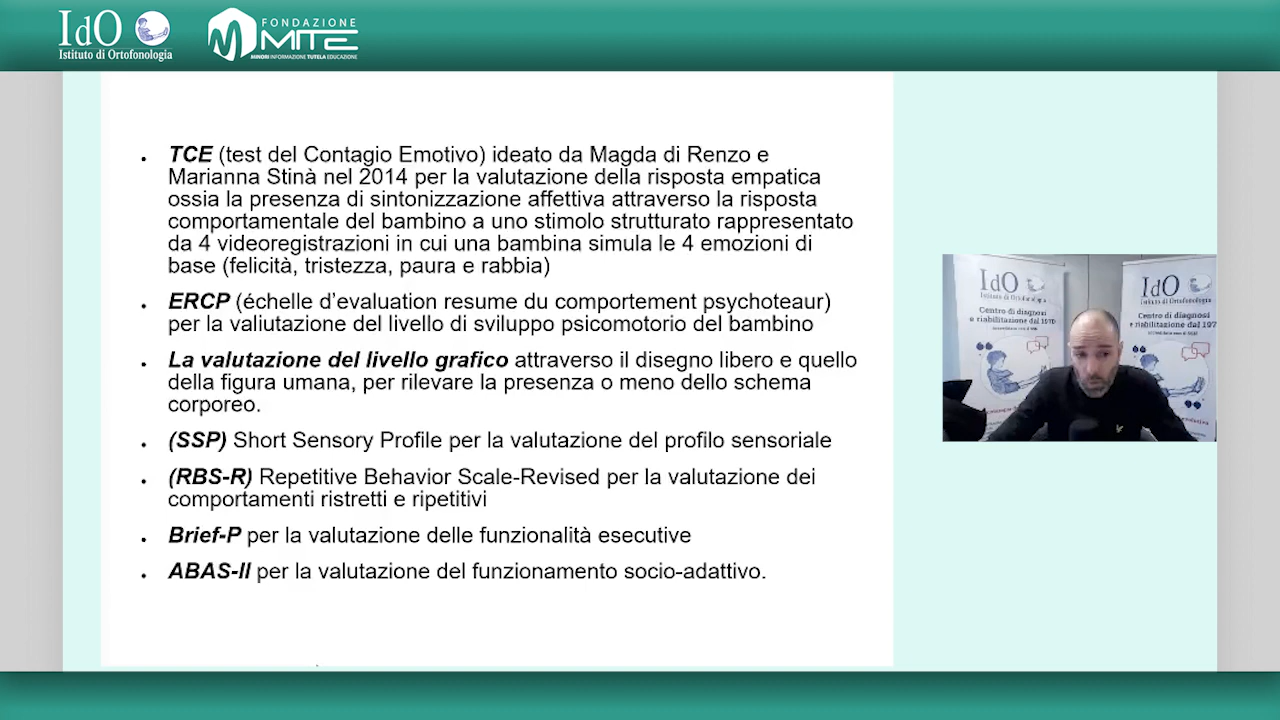 IdO
Istituto di Ortofonologia
FONDAZIONE
MITE
MINORI INFORMAZIONE TUTELA EDUCAZIONE
TCE (test del Contagio Emotivo) ideato da Magda di Renzo e
Marianna Stinà nel 2014 per la valutazione della risposta empatica
ossia la presenza di sintonizzazione affettiva attraverso la risposta
comportamentale del bambino a uno stimolo strutturato rappresentato
da 4 videoregistrazioni in cui una bambina simula le 4 emozioni di
base (felicità, tristezza, paura e rabbia)
ERCP (échelle d’evaluation resume du comportement psychoteaur)
per la valiutazione del livello di sviluppo psicomotorio del bambino
La valutazione del livello grafico attraverso il disegno libero e quello
della figura umana, per rilevare la presenza o meno dello schema
corporeo.
(SSP) Short Sensory Profile per la valutazione del profilo sensoriale
(RBS-R) Repetitive Behavior Scale-Revised per la valutazione dei
comportamenti ristretti e ripetitivi
Brief-P per la valutazione delle funzionalità esecutive
ABAS-II per la valutazione del funzionamento socio-adattivo.
IdO
Istituto di Ortofonologia
Centro di diagnosi
e riabilitazione dal 1970
IdO
Istituto di Ortofonologia
Centro di diagnosi
e riabilitazione dal 197